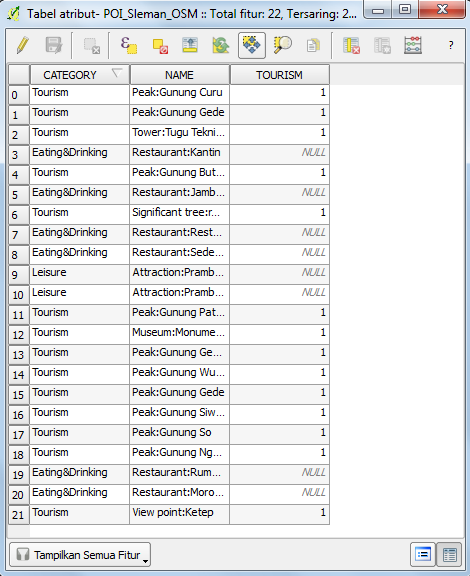 Tabel atribut- POI_Sleman_OSM :: Total fitur: 22, Tersaring: 2...
CATEGORY NAME TOURISM
0 Tourism Peak:Gunung Curu 1
1 Tourism Peak:Gunung Gede 1
2 Tourism Tower:Tugu Tekni... 1
3 Eating&Drinking Restaurant:Kantin NULL
4 Tourism Peak:Gunung But... 1
5 Eating&Drinking Restaurant:Jamb... NULL
6 Tourism Significant tree:r... 1
7 Eating&Drinking Restaurant:Rest... NULL
8 Eating&Drinking Restaurant:Sede... NULL
9 Leisure Attraction:Pramb... NULL
10 Leisure Attraction:Pramb... NULL
11 Tourism Peak:Gunung Pat... 1
12 Tourism Museum:Monume... 1
13 Tourism Peak:Gunung Ge... 1
14 Tourism Peak:Gunung Wu... 1
15 Tourism Peak:Gunung Gede 1
16 Tourism Peak:Gunung Siw... 1
17 Tourism Peak:Gunung So 1
18 Tourism Peak:Gunung Ng... 1
19 Eating&Drinking Restaurant:Rum... NULL
20 Eating&Drinking Restaurant:Moro... NULL
21 Tourism View point:Ketep 1
Tampilkan Semua Fitur